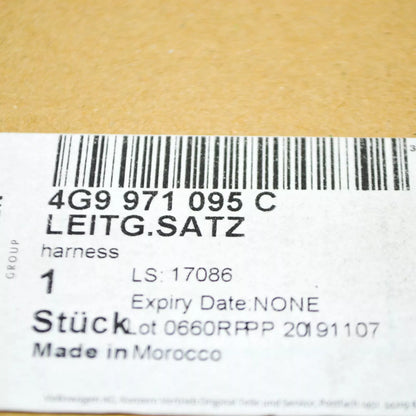 4G9 971 095 C
LEITG.SATZ
harness
1
LS: 17086
Expiry Date:NONE
Stück
Lot 0660RFPP 20191107
Made in Morocco
GROUP